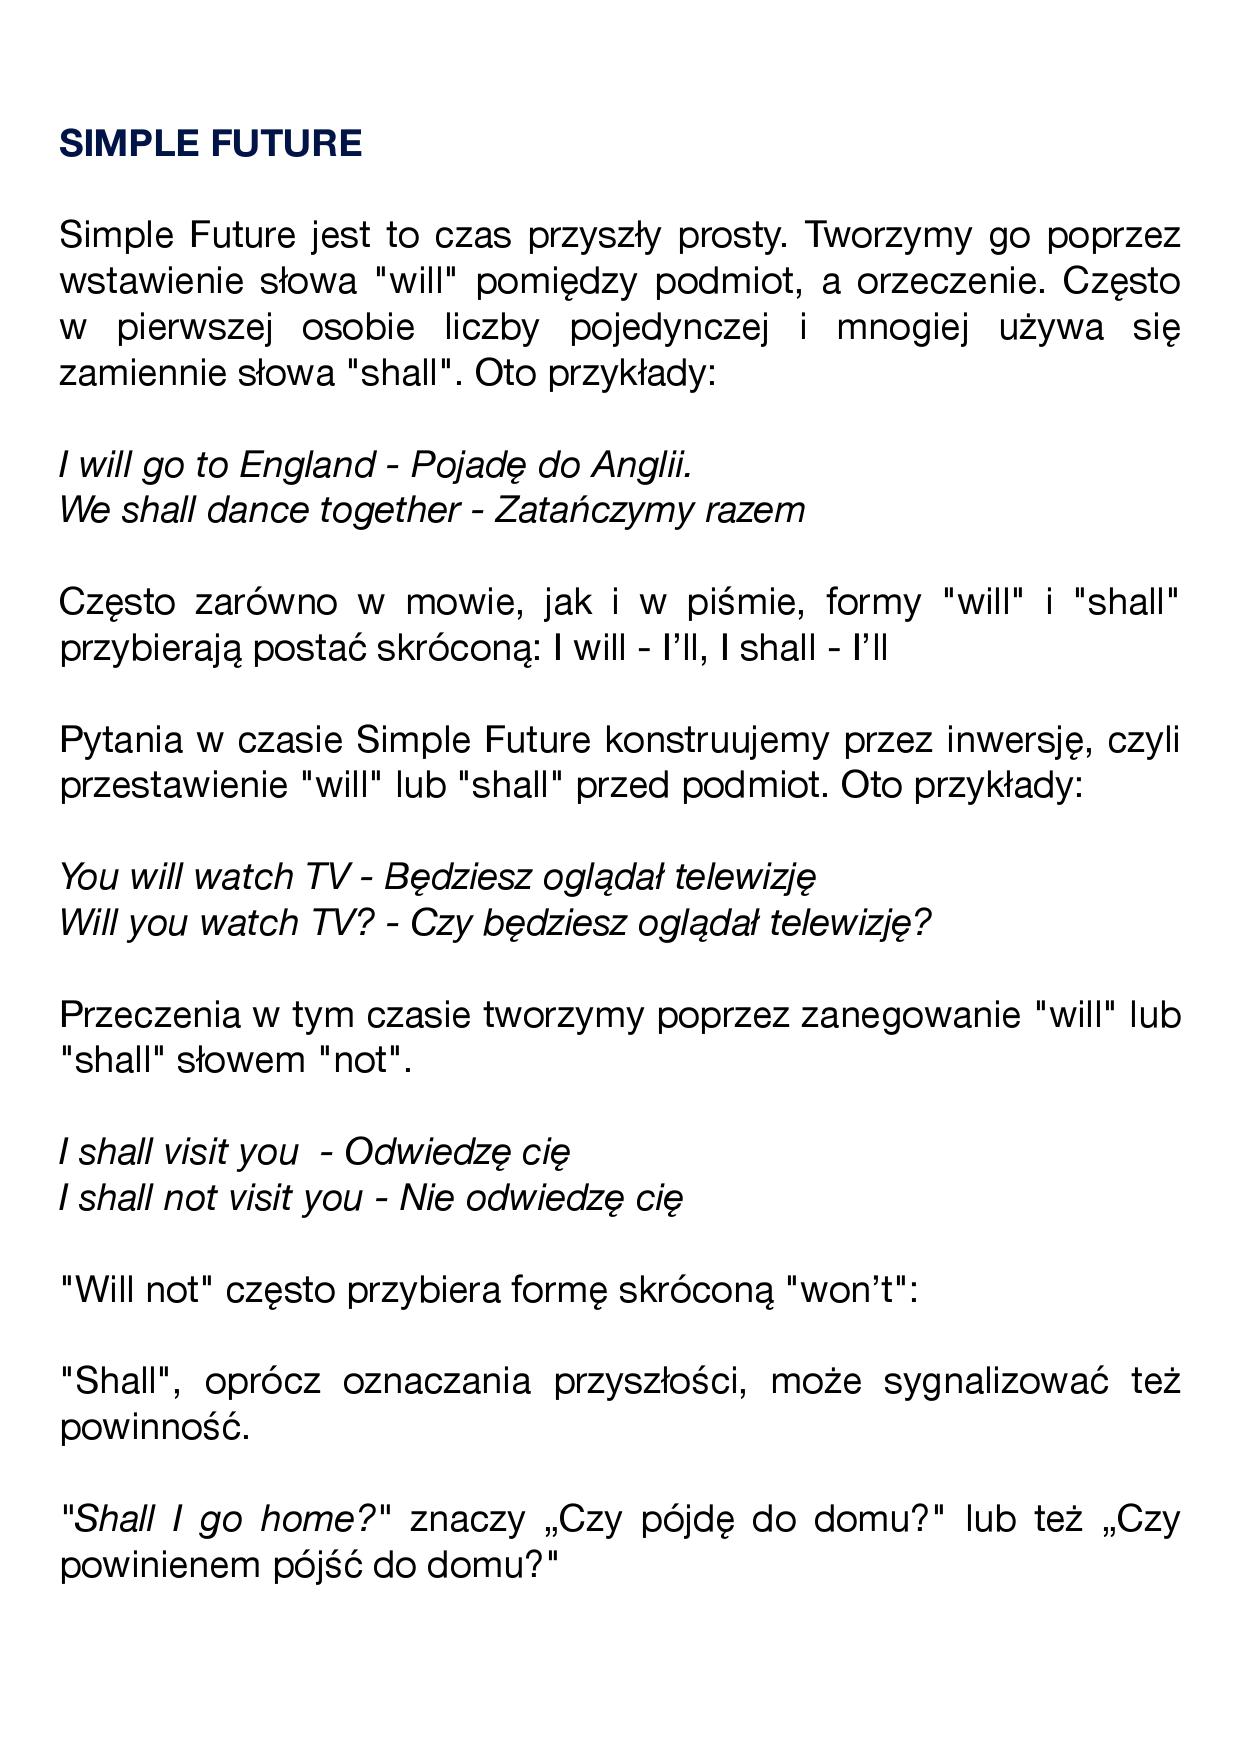 SIMPLE FUTURE
Simple Future jest to czas przyszły prosty. Tworzymy go poprzez
wstawienie słowa "will" pomiędzy podmiot, a orzeczenie. Często
w pierwszej osobie liczby pojedynczej i mnogiej używa się
zamiennie słowa "shall". Oto przykłady:
I will go to England - Pojadę do Anglii.
We shall dance together - Zatańczymy razem
Często zarówno w mowie, jak i w piśmie, formy "will" i "shall"
przybierają postać skróconą: I will - I’ll, I shall - I’ll
Pytania w czasie Simple Future konstruujemy przez inwersję, czyli
przestawienie "will" lub "shall" przed podmiot. Oto przykłady:
You will watch TV - Będziesz oglądał telewizję
Will you watch TV? - Czy będziesz oglądał telewizję?
Przeczenia w tym czasie tworzymy poprzez zanegowanie "will" lub
"shall" słowem "not".
I shall visit you  - Odwiedzę cię
I shall not visit you - Nie odwiedzę cię
"Will not" często przybiera formę skróconą "won’t":
"Shall", oprócz oznaczania przyszłości, może sygnalizować też
powinność.
"Shall I go home?" znaczy „Czy pójdę do domu?" lub też „Czy
powinienem pójść do domu?"